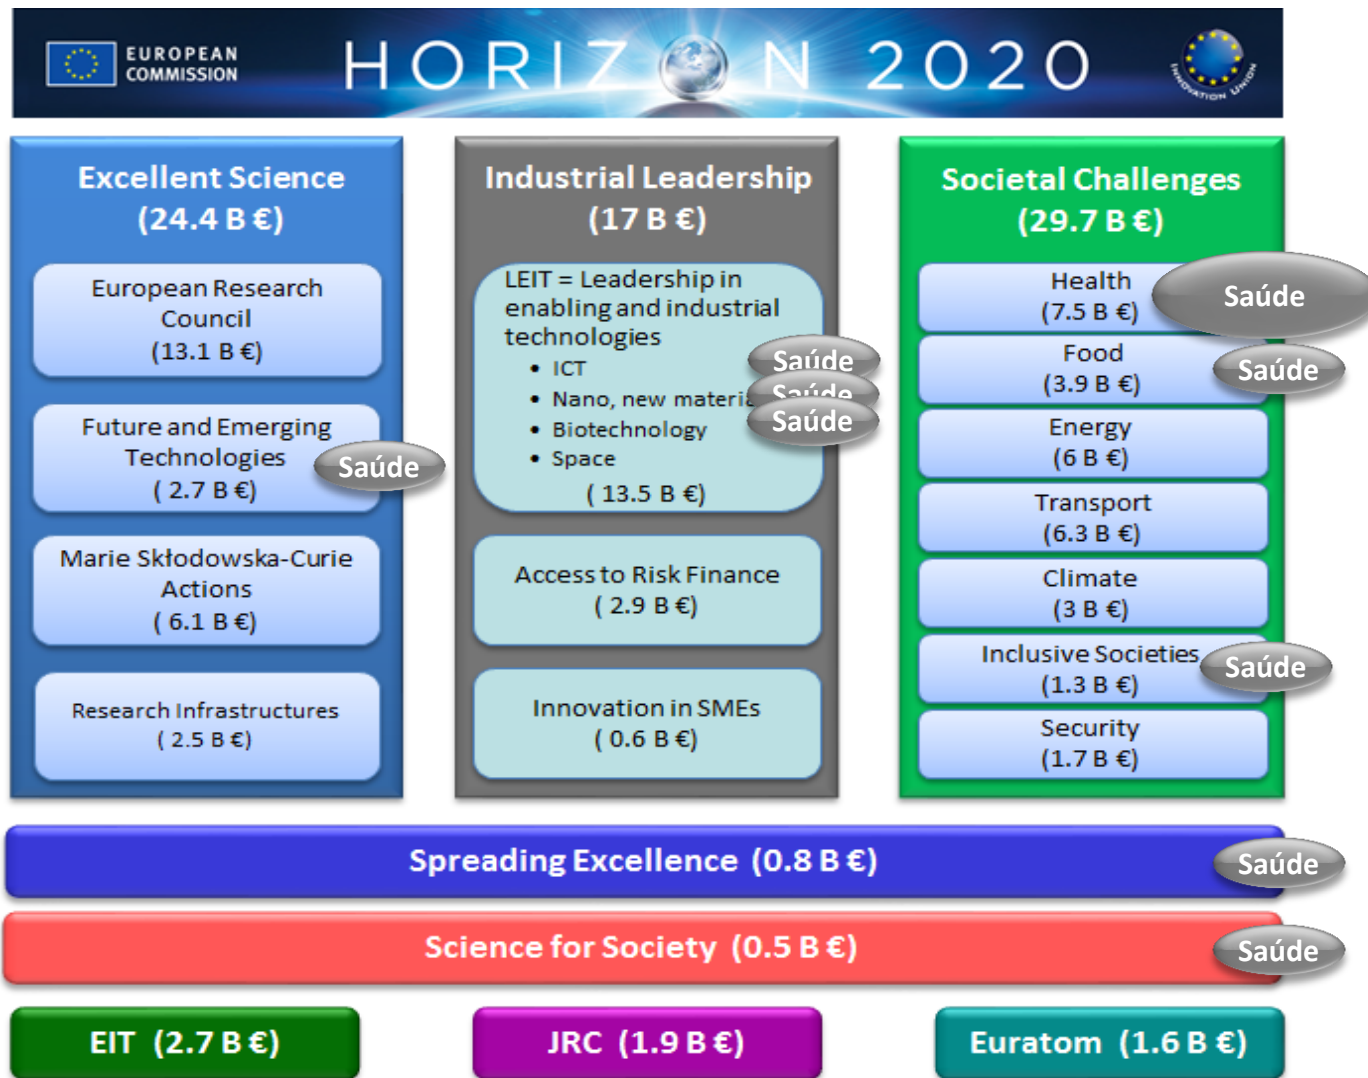 EUROPEAN
COMMISSION
HORIZON 2020
INNOVATION UNION
Excellent Science
(24.4 B €)
European Research
Council
(13.1 B €)
Future and Emerging
Technologies
( 2.7 B €)
Saúde
Marie Skłodowska-Curie
Actions
( 6.1 B €)
Research Infrastructures
( 2.5 B €)
Industrial Leadership
(17 B €)
LEIT = Leadership in
enabling and industrial
technologies
• ICT
Saúde
• Nano, new
Saúde
• Biotechnology
Saúde
• Space
( 13.5 B €)
Access to Risk Finance
( 2.9 B €)
Innovation in SMEs
( 0.6 B €)
Societal Challenges
(29.7 B €)
Health
(7.5 B €)
Saúde
Food
(3.9 B €)
Saúde
Energy
(6 B €)
Transport
(6.3 B €)
Climate
(3 B €)
Inclusive Societies
(1.3 B €)
Saúde
Security
(1.7 B €)
Spreading Excellence (0.8 B €)
Saúde
Science for Society (0.5 B €)
Saúde
EIT (2.7 B €)
JRC (1.9 B €)
Euratom (1.6 B €)